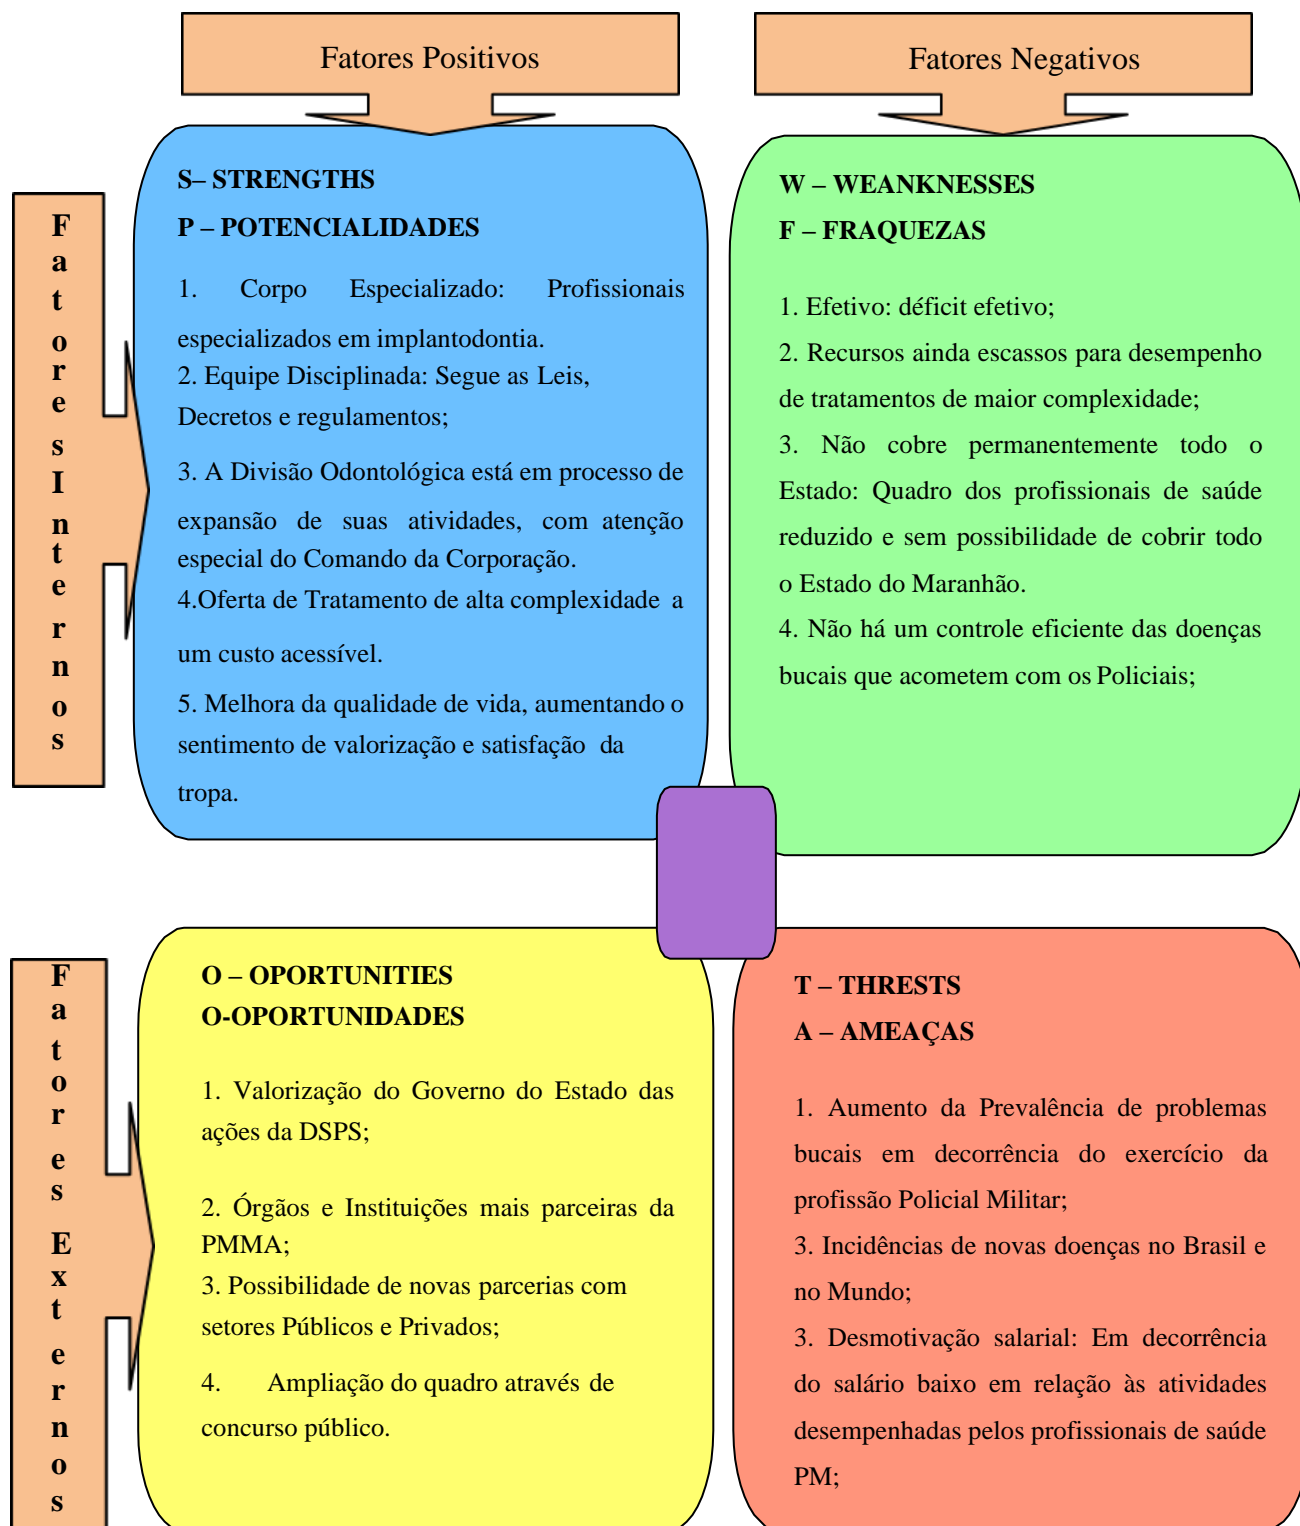 Fatores Positivos
Fatores Negativos
Fatores Internos
S– STRENGTHS
P – POTENCIALIDADES
1. Corpo Especializado: Profissionais
especializados em implantodontia.
2. Equipe Disciplinada: Segue as Leis,
Decretos e regulamentos;
3. A Divisão Odontológica está em processo de
expansão de suas atividades, com atenção
especial do Comando da Corporação.
4.Oferta de Tratamento de alta complexidade a
um custo acessível.
5. Melhora da qualidade de vida, aumentando o
sentimento de valorização e satisfação da
tropa.
W – WEANKNESSES
F – FRAQUEZAS
1. Efetivo: déficit efetivo;
2. Recursos ainda escassos para desempenho
de tratamentos de maior complexidade;
3. Não cobre permanentemente todo o
Estado: Quadro dos profissionais de saúde
reduzido e sem possibilidade de cobrir todo
o Estado do Maranhão.
4. Não há um controle eficiente das doenças
bucais que acometem com os Policiais;
Fatores Externos
O – OPORTUNITIES
O-OPORTUNIDADES
1. Valorização do Governo do Estado das
ações da DSPS;
2. Órgãos e Instituições mais parceiras da
PMMA;
3. Possibilidade de novas parcerias com
setores Públicos e Privados;
4. Ampliação do quadro através de
concurso público.
T – THRESTS
A – AMEAÇAS
1. Aumento da Prevalência de problemas
bucais em decorrência do exercício da
profissão Policial Militar;
3. Incidências de novas doenças no Brasil e
no Mundo;
3. Desmotivação salarial: Em decorrência
do salário baixo em relação às atividades
desempenhadas pelos profissionais de saúde
PM;